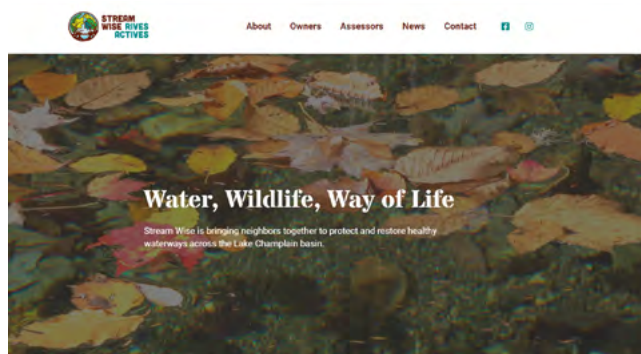 STREAM
WISE RIVES
ACTIVES
About Owners Assessors News Contact
Water, Wildlife, Way of Life
Stream Wise is bringing neighbors together to protect and restore healthy
waterways across the Lake Champlain basin.